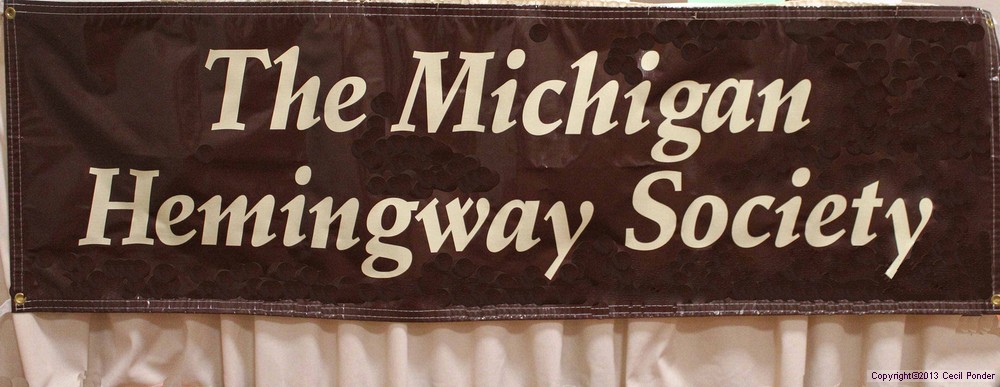 The Michigan
Hemingway Society
Copyright©2013 Cecil Ponder